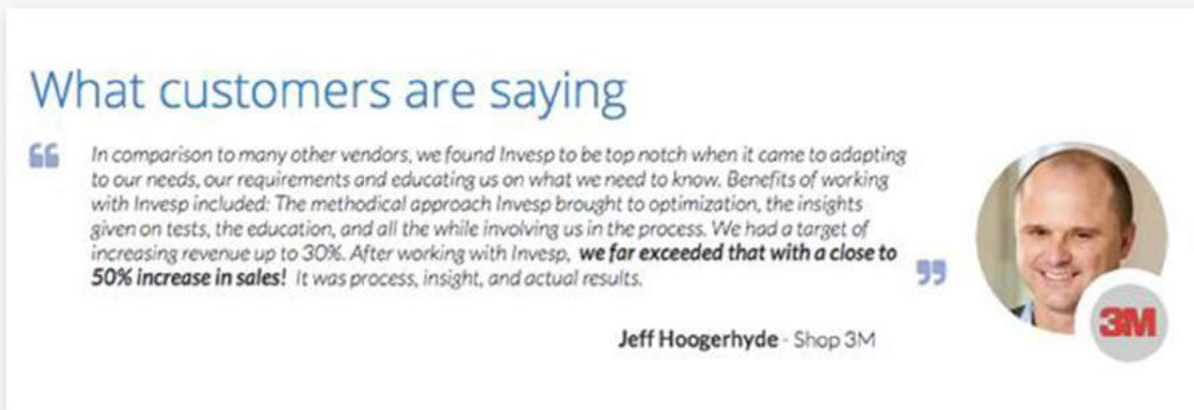 What customers are saying
“ In comparison to many other vendors, we found Invesp to be top notch when it came to adapting
to our needs, our requirements and educating us on what we need to know. Benefits of working
with Invesp included: The methodical approach Invesp brought to optimization, the insights
given on tests, the education, and all the while involving us in the process. We had a target of
increasing revenue up to 30%. After working with Invesp, we far exceeded that with a close to
50% increase in sales! It was process, insight, and actual results. ”
Jeff Hoogerhyde - Shop 3M
3M